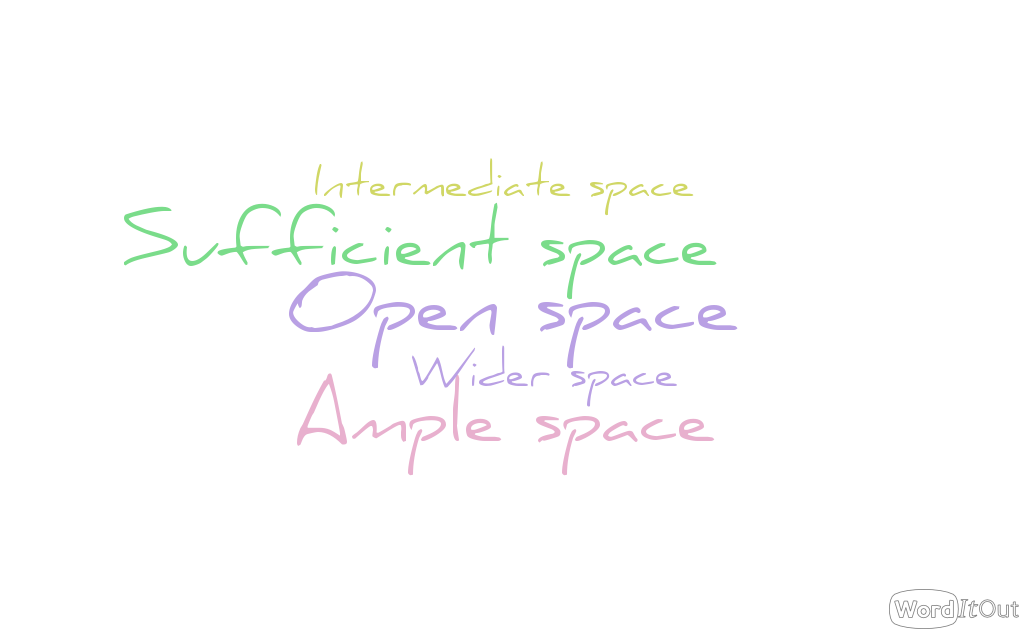 Intermediate space
Sufficient space
Open space
Wider space
Ample space
WordItOut